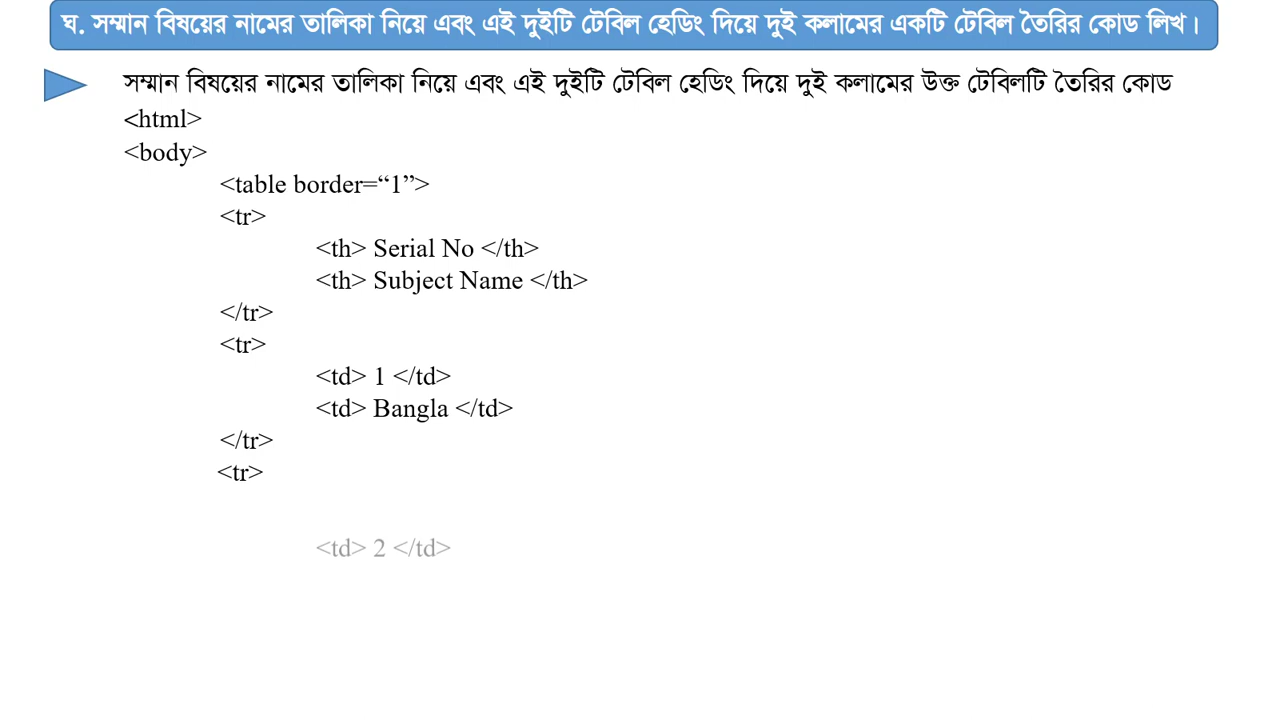 ঘ. সম্মান বিষয়ের নামের তালিকা নিয়ে এবং এই দুইটি টেবিল হেডিং দিয়ে দুই কলামের একটি টেবিল তৈরির কোড লিখ।
সম্মান বিষয়ের নামের তালিকা নিয়ে এবং এই দুইটি টেবিল হেডিং দিয়ে দুই কলামের উক্ত টেবিলটি তৈরির কোড
<html>
<body>
<table border=“1”>
<tr>
<th> Serial No </th>
<th> Subject Name </th>
</tr>
<tr>
<td> 1 </td>
<td> Bangla </td>
</tr>
<tr>
<td> 2 </td>